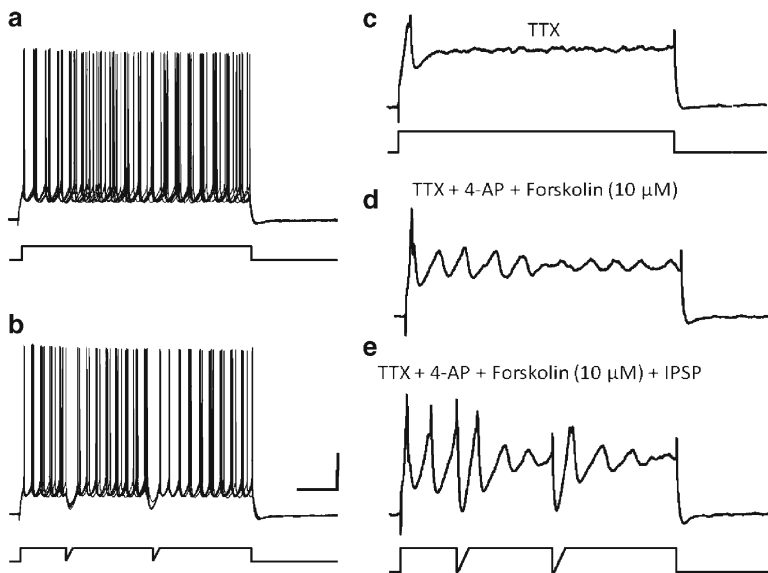 a
b
c
TTX
d
TTX + 4-AP + Forskolin (10 μM)
e
TTX + 4-AP + Forskolin (10 μM) + IPSP